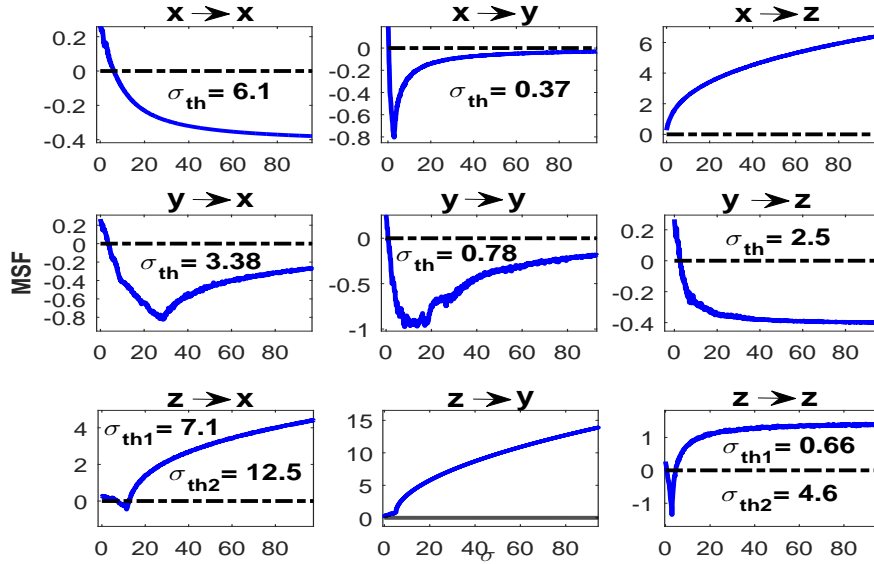 x → x
0.2
0
-0.2
-0.4
σth= 6.1
0 20 40 60 80
x → y
0
-0.2
-0.4
-0.6
-0.8
σth= 0.37
0 20 40 60 80
x → z
6
4
2
0
0 20 40 60 80
MSF
y → x
0.2
0
-0.2
-0.4
-0.6
-0.8
σth= 3.38
0 20 40 60 80
y → y
0
-0.5
-1
σth= 0.78
0 20 40 60 80
y → z
0.2
0
-0.2
-0.4
σth= 2.5
0 20 40 60 80
z → x
4
2
0
σth1= 7.1
σth2= 12.5
0 20 40 60 80
z → y
15
10
5
0
0 20 40 60 80
σ
z → z
1
0
-1
σth1= 0.66
σth2= 4.6
0 20 40 60 80